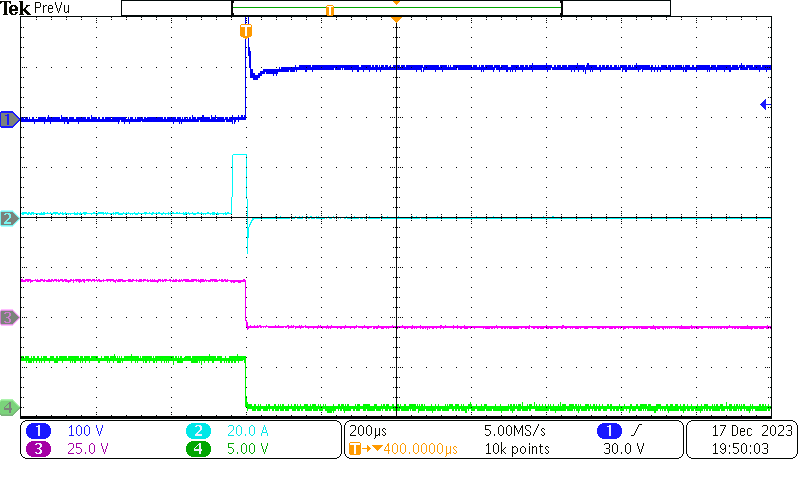 Tek PreVu
T
T
1
2
3
4
1 100 V 2 20.0 A 200µs 5.00MS/s 1 17 Dec 2023
3 25.0 V 4 5.00 V T→▼400.0000µs 10k points 30.0 V 19:50:03